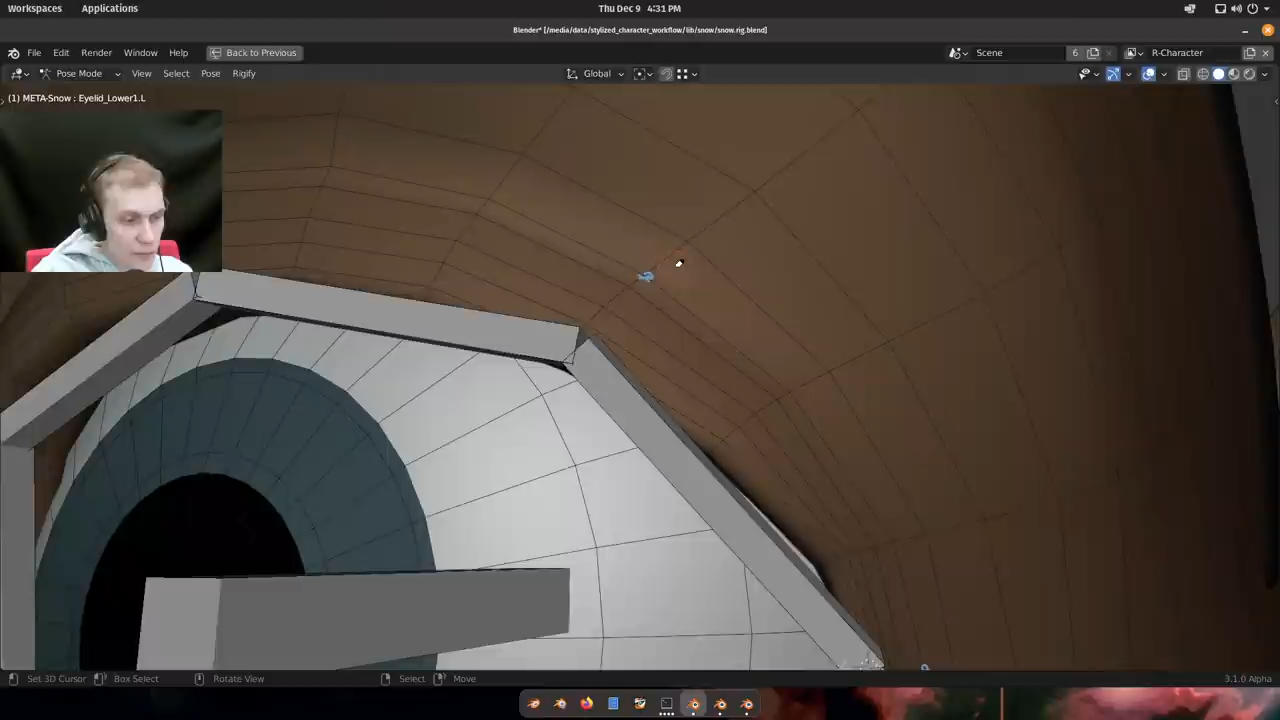 Workspaces Applications Thu Dec 9 4:31 PM
Blender* [/media/data/stylized_character_workflow/lib/snow/snow.rig.blend]
File Edit Render Window Help Back to Previous Scene 6 R-Character
Pose Mode View Select Pose Rigify Global
(1) META-Snow : Eyelid_Lower1.L
Set 3D Cursor Box Select Rotate View Select Move 3.1.0 Alpha